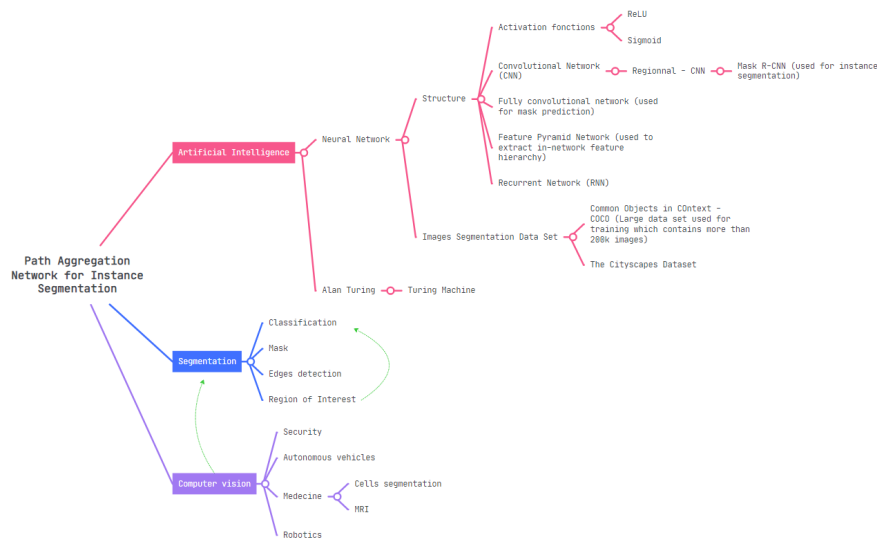 ReLU
Activation fonctions
Sigmoid
Convolutional Network
(CNN)
Regionnal - CNN
Mask R-CNN (used for instance
segmentation)
Structure
Fully convolutional network (used
for mask prediction)
Neural Network
Artificial Intelligence
Feature Pyramid Network (used to
extract in-network feature
hierarchy)
Recurrent Network (RNN)
Common Objects in COntext -
COCO (Large data set used for
training which contains more than
200k images)
Images Segmentation Data Set
The Cityscapes Dataset
Path Aggregation
Network for Instance
Segmentation
Alan Turing
Turing Machine
Classification
Mask
Segmentation
Edges detection
Region of Interest
Security
Autonomous vehicles
Computer vision
Cells segmentation
Medecine
MRI
Robotics